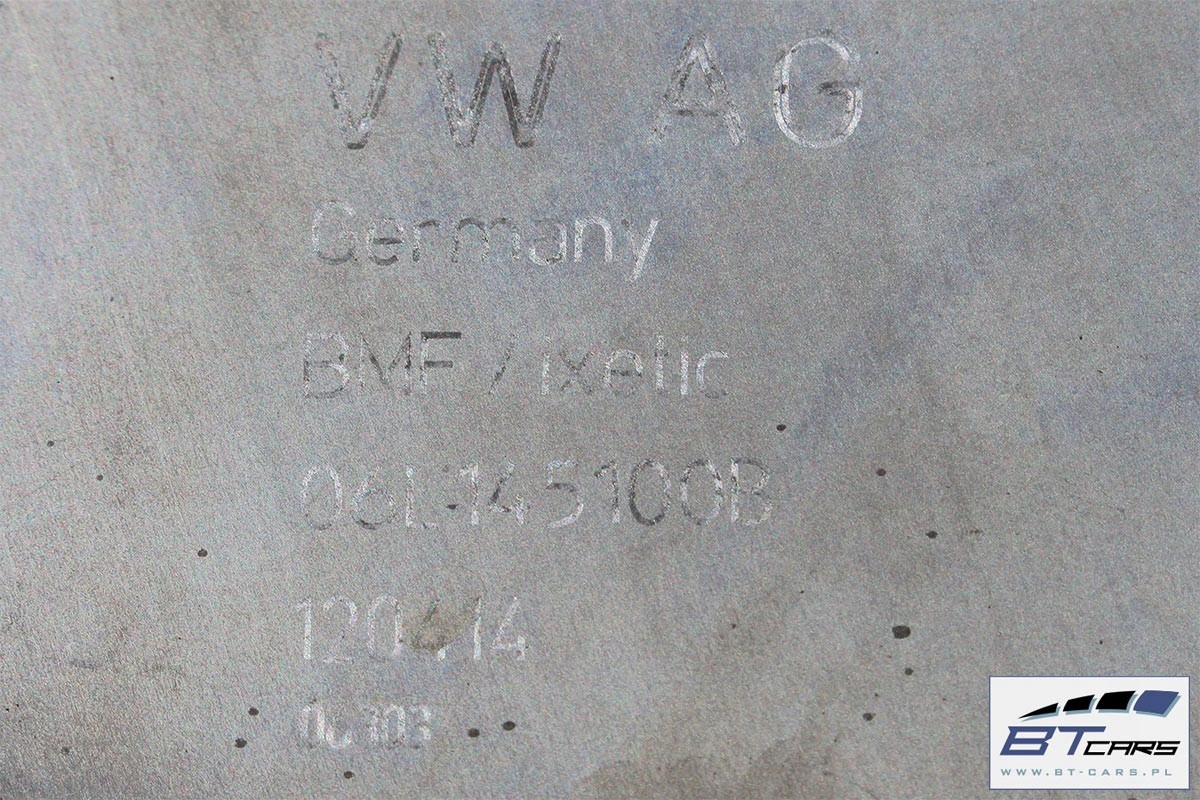 VW AG
Germany
BMF / ixetic
06L145100B
BT CARS
WWW.BT-CARS.PL